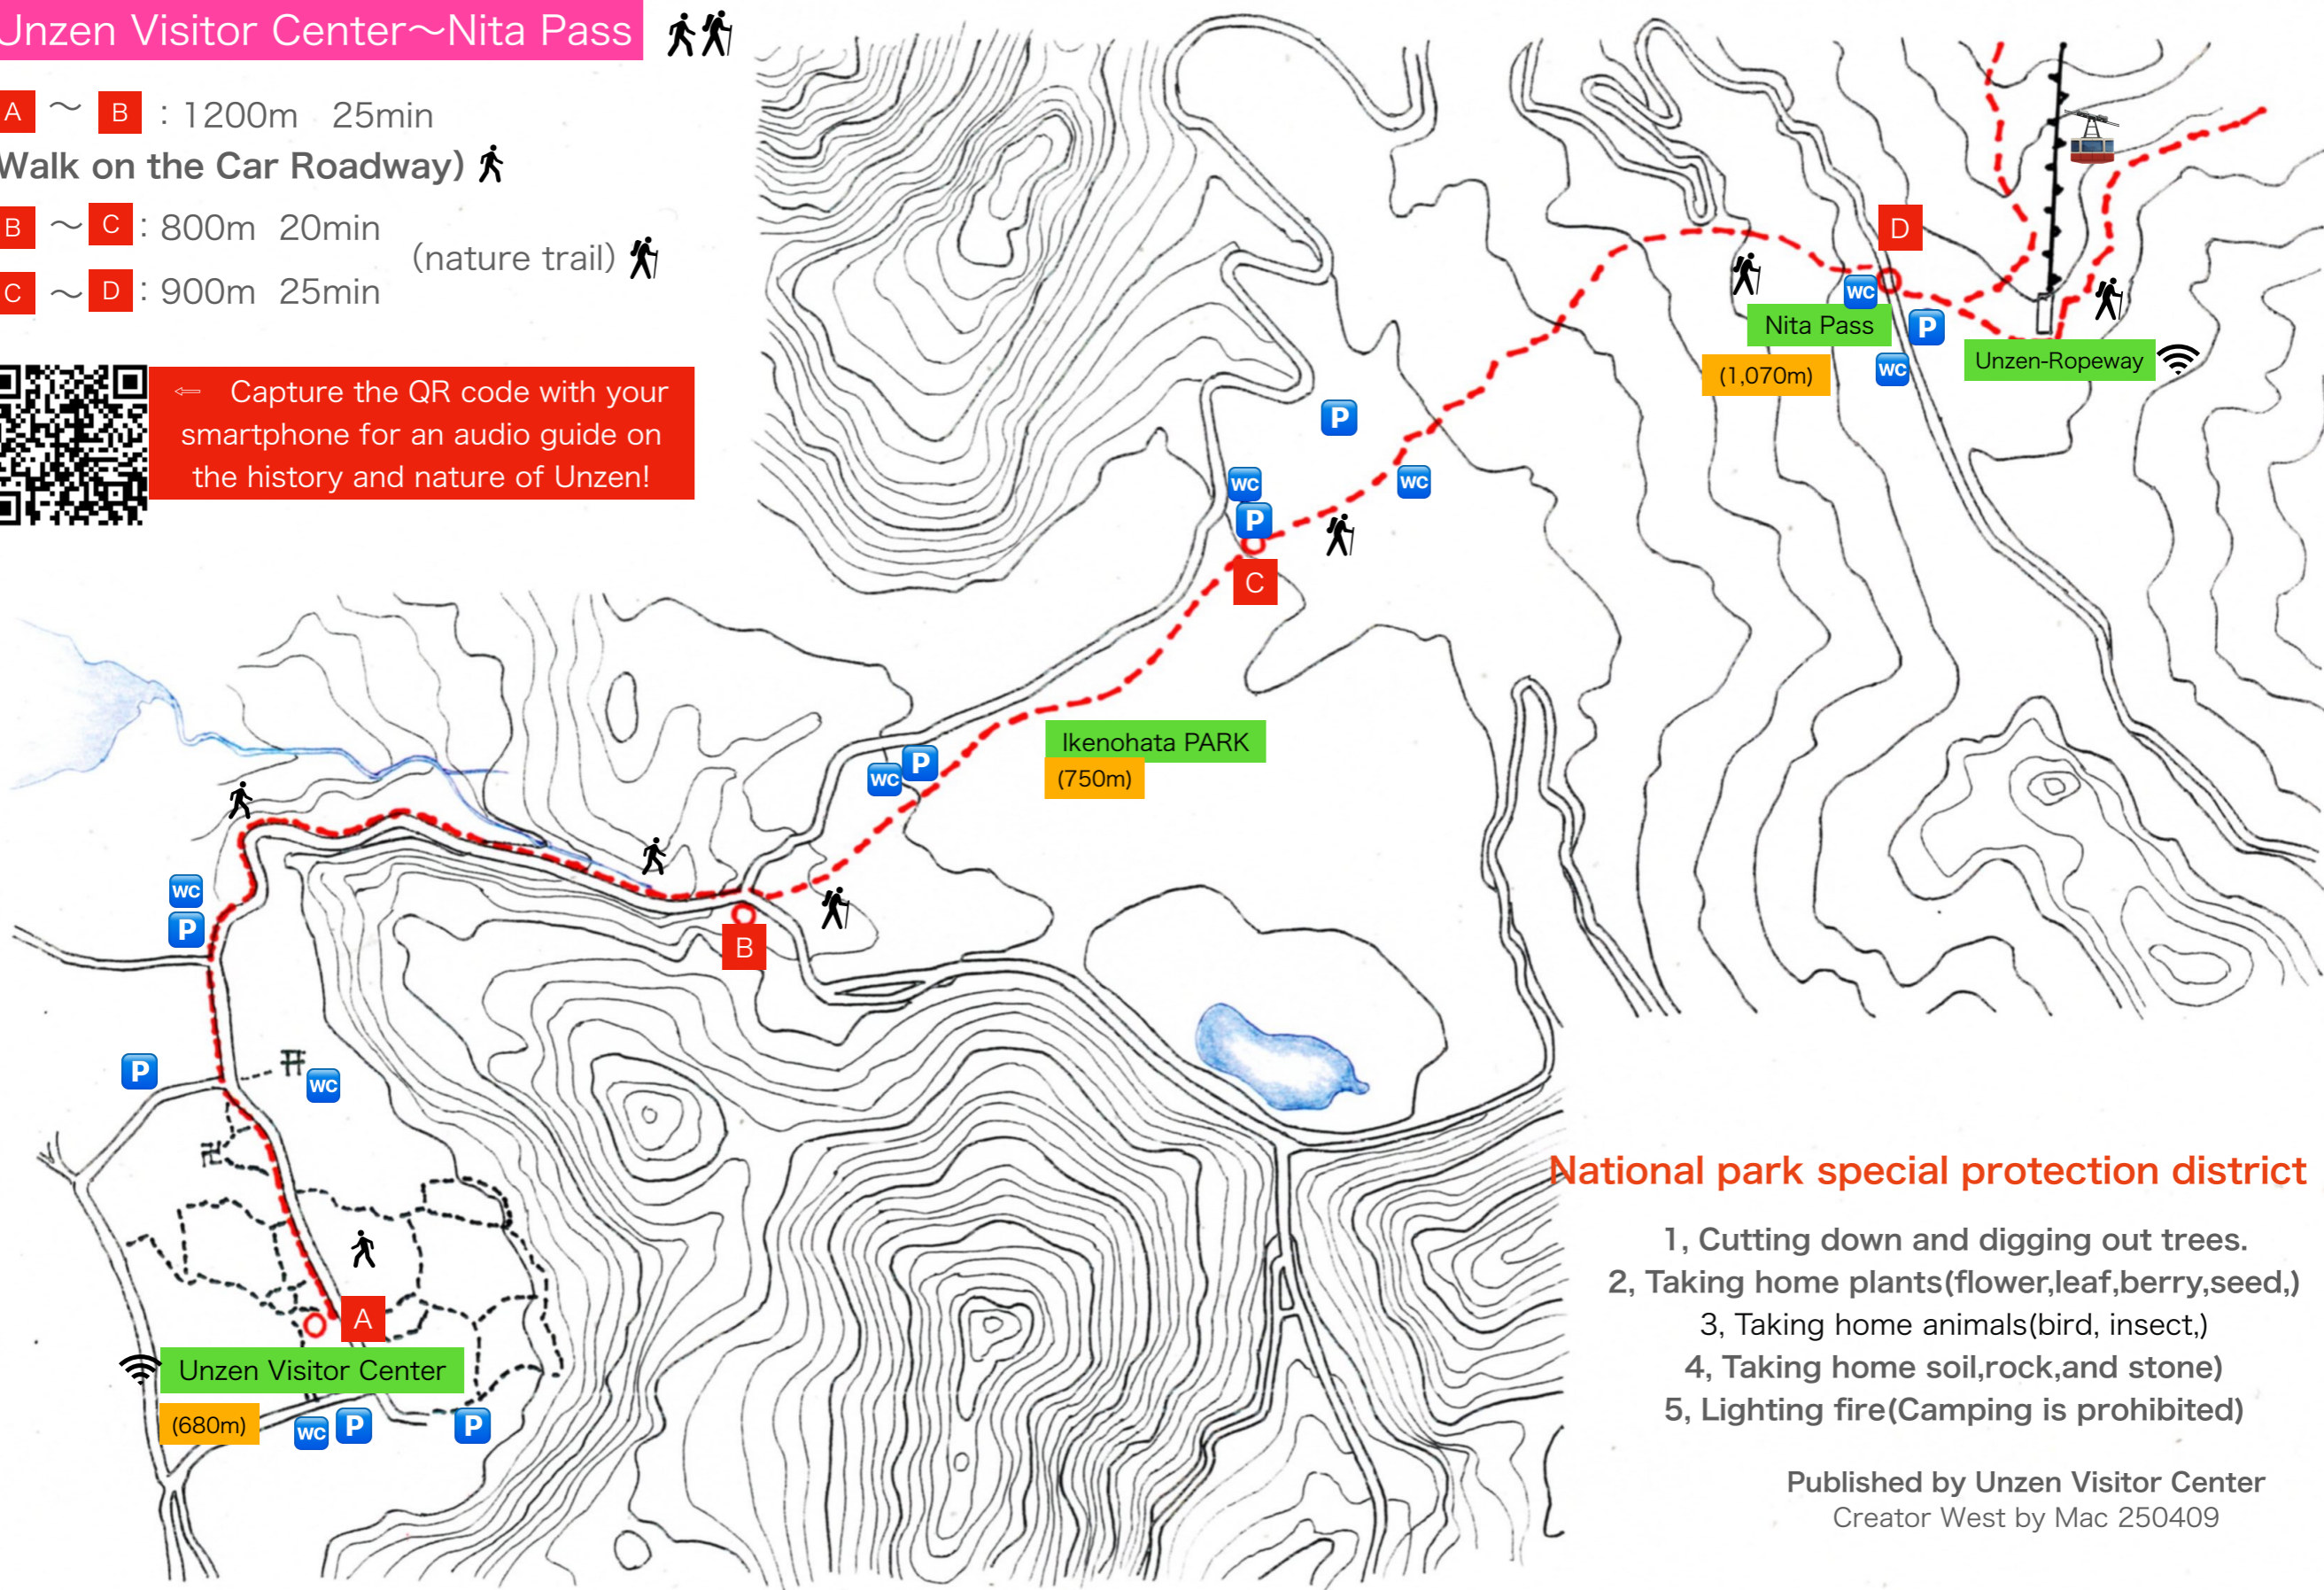 Unzen Visitor Center～Nita Pass
A ～ B : 1200m 25min
Walk on the Car Roadway)
B ～ C : 800m 20min
(nature trail)
C ～ D : 900m 25min
⇦ Capture the QR code with your
smartphone for an audio guide on
the history and nature of Unzen!
D
WC
Nita Pass
P
(1,070m)
WC
Unzen-Ropeway
P
WC
WC
P
C
Ikenohata PARK
(750m)
P
WC
WC
P
B
P
WC
卍
A
Unzen Visitor Center
(680m)
WC
P
P
National park special protection district
1, Cutting down and digging out trees.
2, Taking home plants(flower,leaf,berry,seed,)
3, Taking home animals(bird, insect,)
4, Taking home soil,rock,and stone)
5, Lighting fire(Camping is prohibited)
Published by Unzen Visitor Center
Creator West by Mac 250409